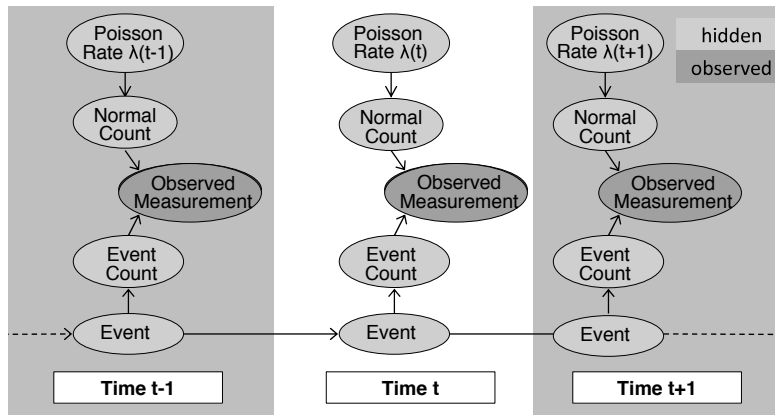 Poisson
Rate λ(t-1)
Normal
Count
Observed
Measurement
Event
Count
Event
Time t-1
Poisson
Rate λ(t)
Normal
Count
Observed
Measurement
Event
Count
Event
Time t
Poisson
Rate λ(t+1)
Normal
Count
Observed
Measurement
Event
Count
Event
Time t+1
hidden
observed